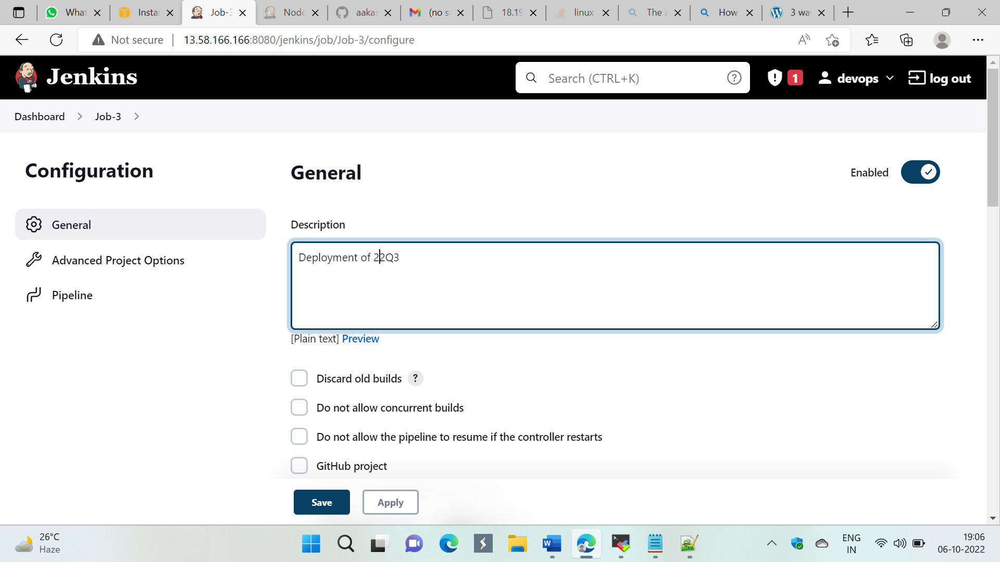 What
Insta
Job-3
Node
aaka
(no s
18.19
linux
The a
How
3 wa
Not secure
13.58.166.166:8080/jenkins/job/Job-3/configure
Jenkins
Search (CTRL+K)
?
1
devops
log out
Dashboard
Job-3
Configuration
General
Advanced Project Options
Pipeline
General
Enabled
Description
Deployment of 22Q3
[Plain text] Preview
Discard old builds ?
Do not allow concurrent builds
Do not allow the pipeline to resume if the controller restarts
GitHub project
Save
Apply
26°C
Haze
ENG
IN
19:06
06-10-2022